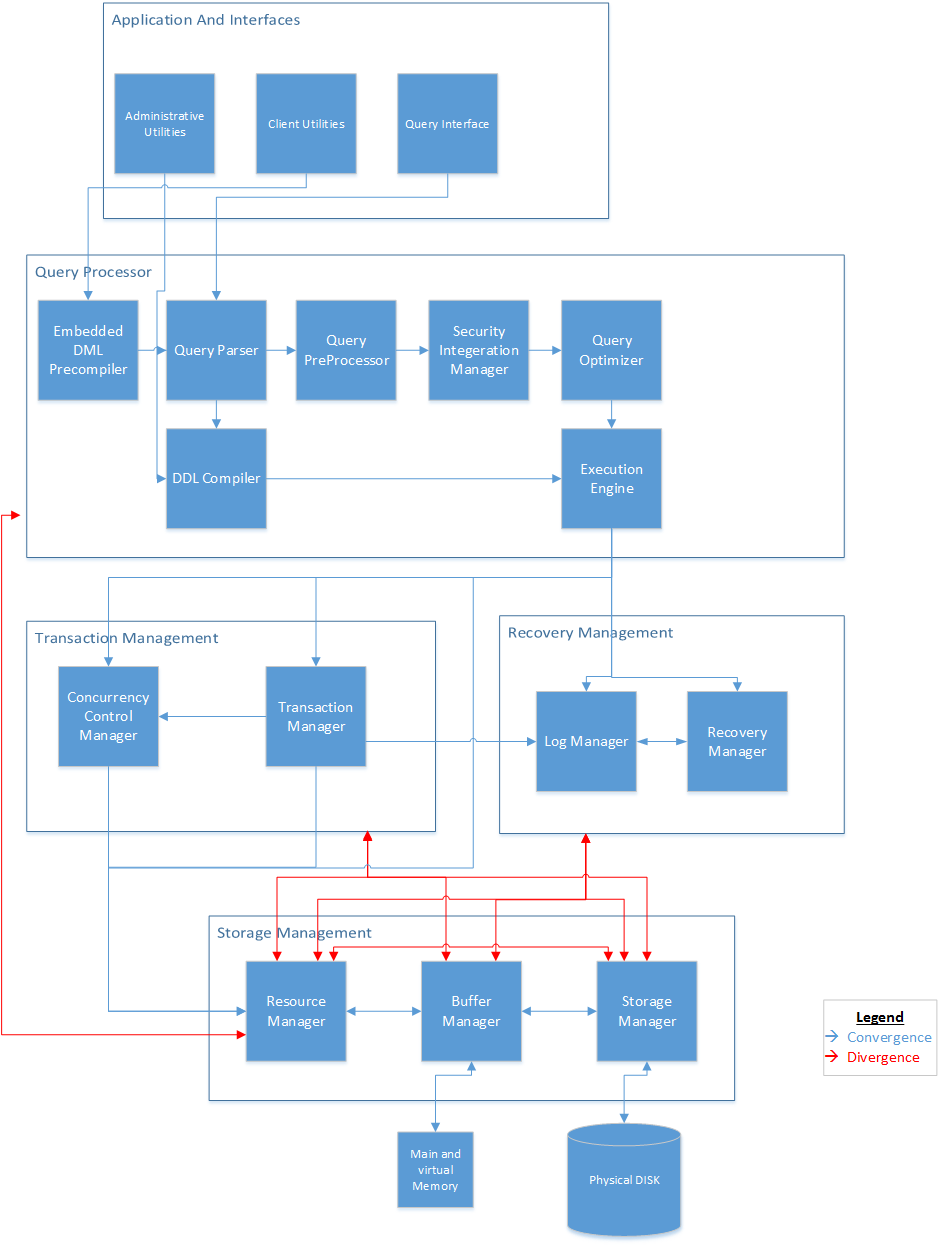 Application And Interfaces
Administrative
Utilities
Client Utilities
Query Interface
Query Processor
Embedded
DML
Precompiler
Query Parser
Query
PreProcessor
Security
Integeration
Manager
Query
Optimizer
DDL Compiler
Execution
Engine
Transaction Management
Concurrency
Control
Manager
Transaction
Manager
Recovery Management
Log Manager
Recovery
Manager
Storage Management
Resource
Manager
Buffer
Manager
Storage
Manager
Legend
Convergence
Divergence
Main and
virtual
Memory
Physical DISK